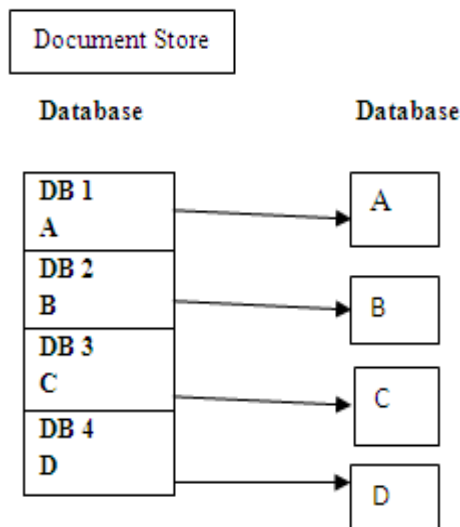 Document Store
Database Database
DB 1
A
A
DB 2
B
B
DB 3
C
C
DB 4
D
D